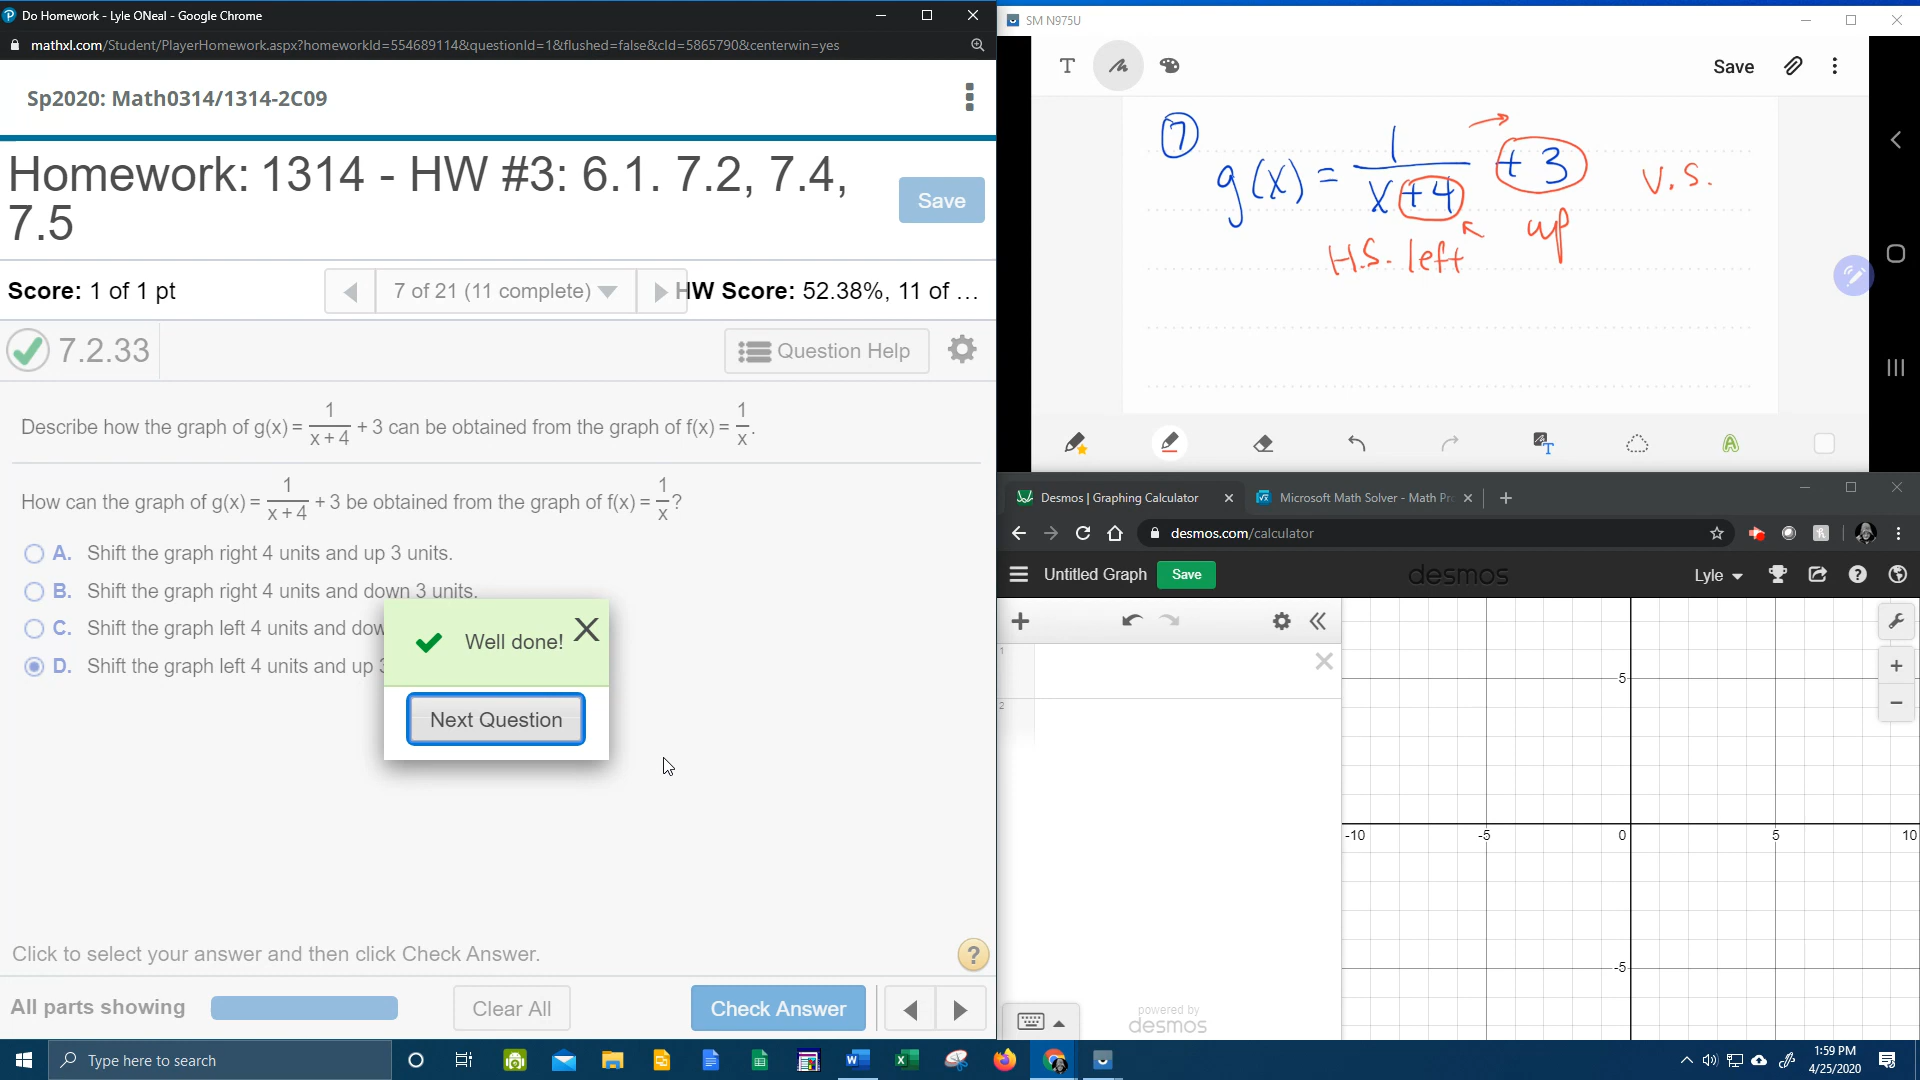 Do Homework - Lyle ONeal - Google Chrome
mathxl.com/Student/PlayerHomework.aspx?homeworkId=554689114&questionId=1&flushed=false&cId=5865790&centerwin=yes
Sp2020: Math0314/1314-2C09
Homework: 1314 - HW #3: 6.1. 7.2, 7.4, 7.5
Save
Score: 1 of 1 pt
7 of 21 (11 complete)
HW Score: 52.38%, 11 of ...
7.2.33
Question Help
Describe how the graph of g(x) = 1/(x + 4) + 3 can be obtained from the graph of f(x) = 1/x.
How can the graph of g(x) = 1/(x + 4) + 3 be obtained from the graph of f(x) = 1/x?
A. Shift the graph right 4 units and up 3 units.
B. Shift the graph right 4 units and down 3 units.
C. Shift the graph left 4 units and dow
D. Shift the graph left 4 units and up 3
Well done!
Next Question
Click to select your answer and then click Check Answer.
?
All parts showing
Clear All
Check Answer
SM N975U
T
Save
7
g(x) = 1/(x+4) + 3
v.s.
H.S. left
up
Desmos | Graphing Calculator
Microsoft Math Solver - Math Pr
desmos.com/calculator
Untitled Graph
Save
desmos
Lyle
1
2
5
-10
-5
0
5
10
-5
powered by
desmos
Type here to search
1:59 PM
4/25/2020